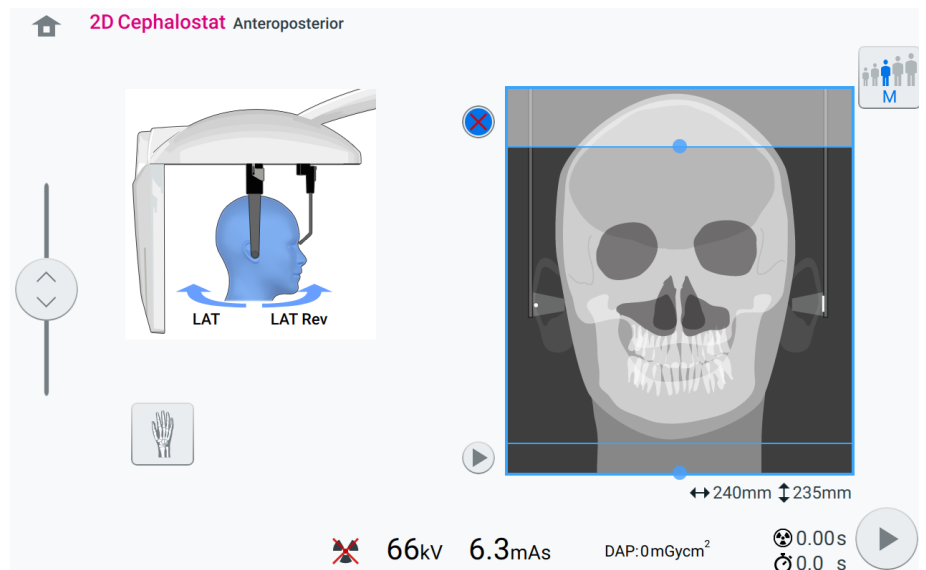 2D Cephalostat Anteroposterior
M
LAT LAT Rev
240mm 235mm
66kV 6.3mAs DAP:0mGycm² 0.00s
0.0 s